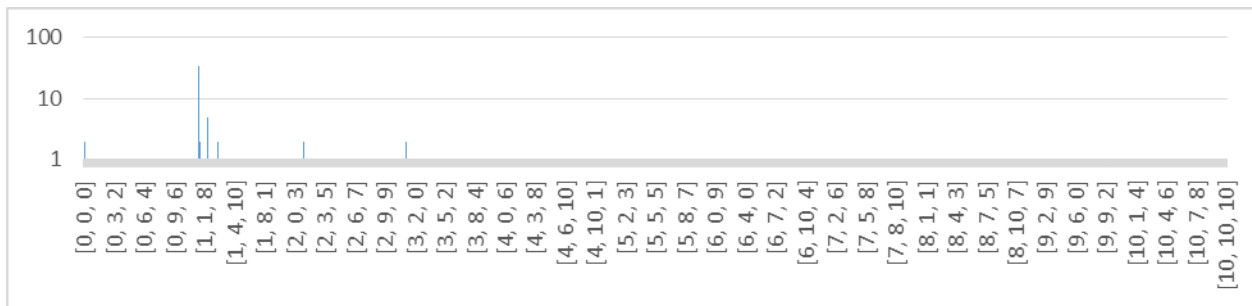 100
10
1
[0, 0, 0]
[0, 3, 2]
[0, 6, 4]
[0, 9, 6]
[1, 1, 8]
[1, 4, 10]
[1, 8, 1]
[2, 0, 3]
[2, 3, 5]
[2, 6, 7]
[2, 9, 9]
[3, 2, 0]
[3, 5, 2]
[3, 8, 4]
[4, 0, 6]
[4, 3, 8]
[4, 6, 10]
[4, 10, 1]
[5, 2, 3]
[5, 5, 5]
[5, 8, 7]
[6, 0, 9]
[6, 4, 0]
[6, 7, 2]
[6, 10, 4]
[7, 2, 6]
[7, 5, 8]
[7, 8, 10]
[8, 1, 1]
[8, 4, 3]
[8, 7, 5]
[8, 10, 7]
[9, 2, 9]
[9, 6, 0]
[9, 9, 2]
[10, 1, 4]
[10, 4, 6]
[10, 7, 8]
[10, 10, 10]